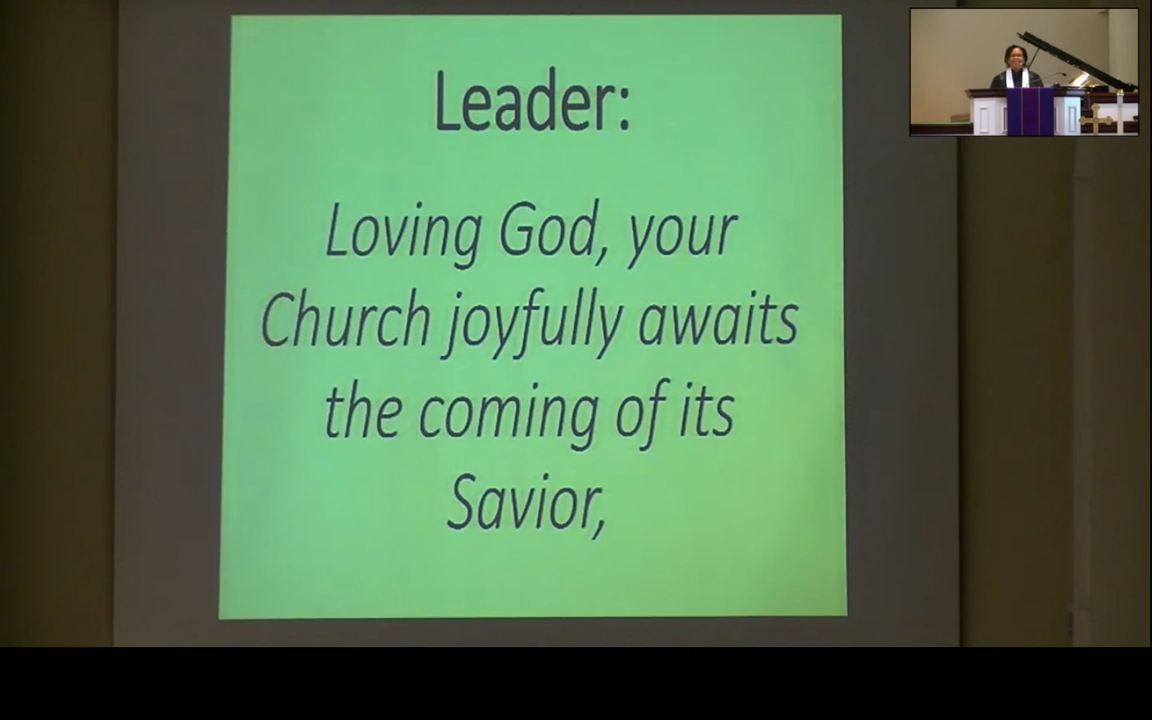 Leader:
Loving God, your
Church joyfully awaits
the coming of its
Savior,